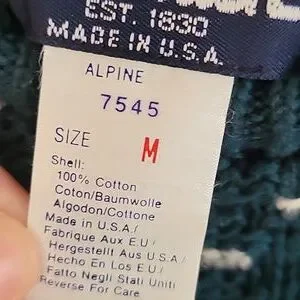 EST. 1830
MADE IN U.S.A.
ALPINE
7545
SIZE M
Shell:
100% Cotton
Coton/Baumwolle
Algodon/Cottone
Made in U.S.A./
Fabrique Aux E.U/
Hergestellt Aus U.S.A/
Hecho En Los E.U/
Fatto Negli Stati Uniti
Reverse For Care